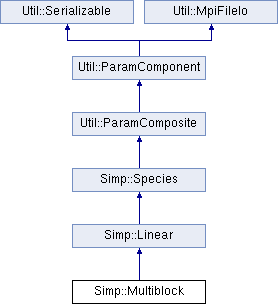 Util::Serializable Util::MpiFileIo
Util::ParamComponent
Util::ParamComposite
Simp::Species
Simp::Linear
Simp::Multiblock